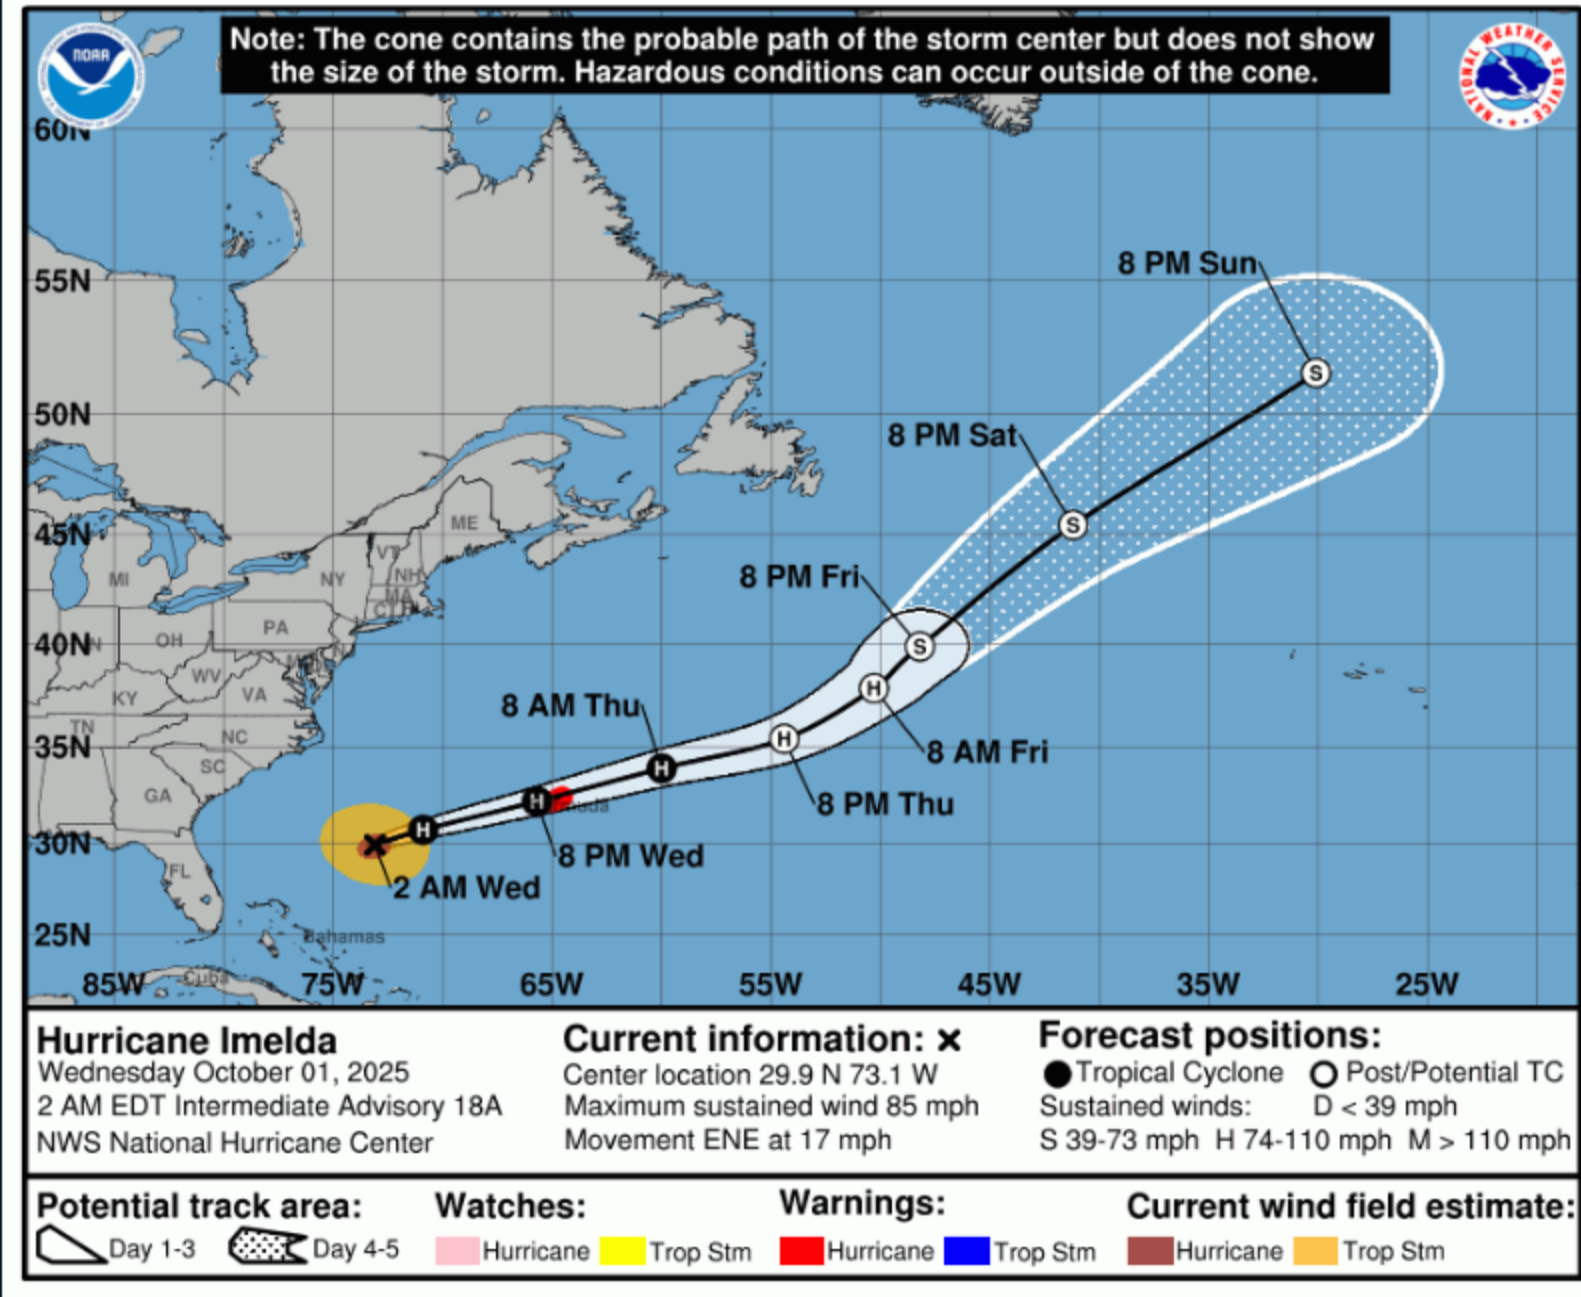 Note: The cone contains the probable path of the storm center but does not show
the size of the storm. Hazardous conditions can occur outside of the cone.
NOAA
NATIONAL WEATHER SERVICE
60N
55N
50N
45N
40N
35N
30N
25N
85W
75W
65W
55W
45W
35W
25W
8 PM Sun
S
8 PM Sat
S
8 PM Fri
S
H
8 AM Fri
8 AM Thu
H
H
8 PM Thu
H
8 PM Wed
H
2 AM Wed
ME
VT
NH
MA
CT
NY
MI
PA
OH
WV
VA
KY
TN
NC
SC
GA
FL
Bahamas
Cuba
Hurricane Imelda
Wednesday October 01, 2025
2 AM EDT Intermediate Advisory 18A
NWS National Hurricane Center
Current information: ×
Center location 29.9 N 73.1 W
Maximum sustained wind 85 mph
Movement ENE at 17 mph
Forecast positions:
Tropical Cyclone Post/Potential TC
Sustained winds: D < 39 mph
S 39-73 mph H 74-110 mph M > 110 mph
Potential track area:
Day 1-3 Day 4-5
Watches:
Hurricane Trop Stm
Warnings:
Hurricane Trop Stm
Current wind field estimate:
Hurricane Trop Stm